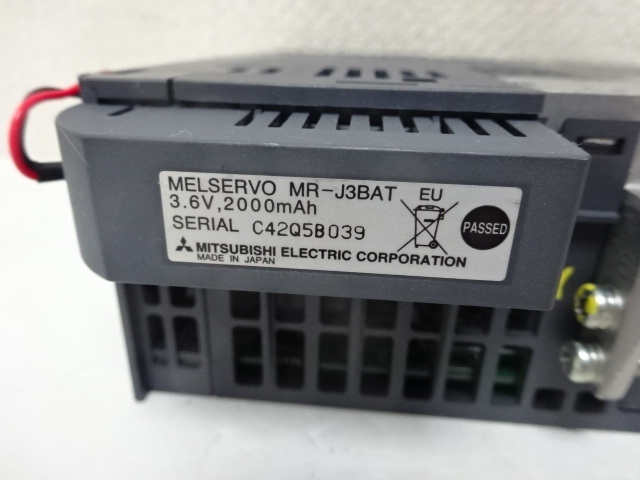 MELSERVO MR-J3BAT EU
3.6V,2000mAh
SERIAL C42Q5B039
PASSED
MITSUBISHI ELECTRIC CORPORATION
MADE IN JAPAN